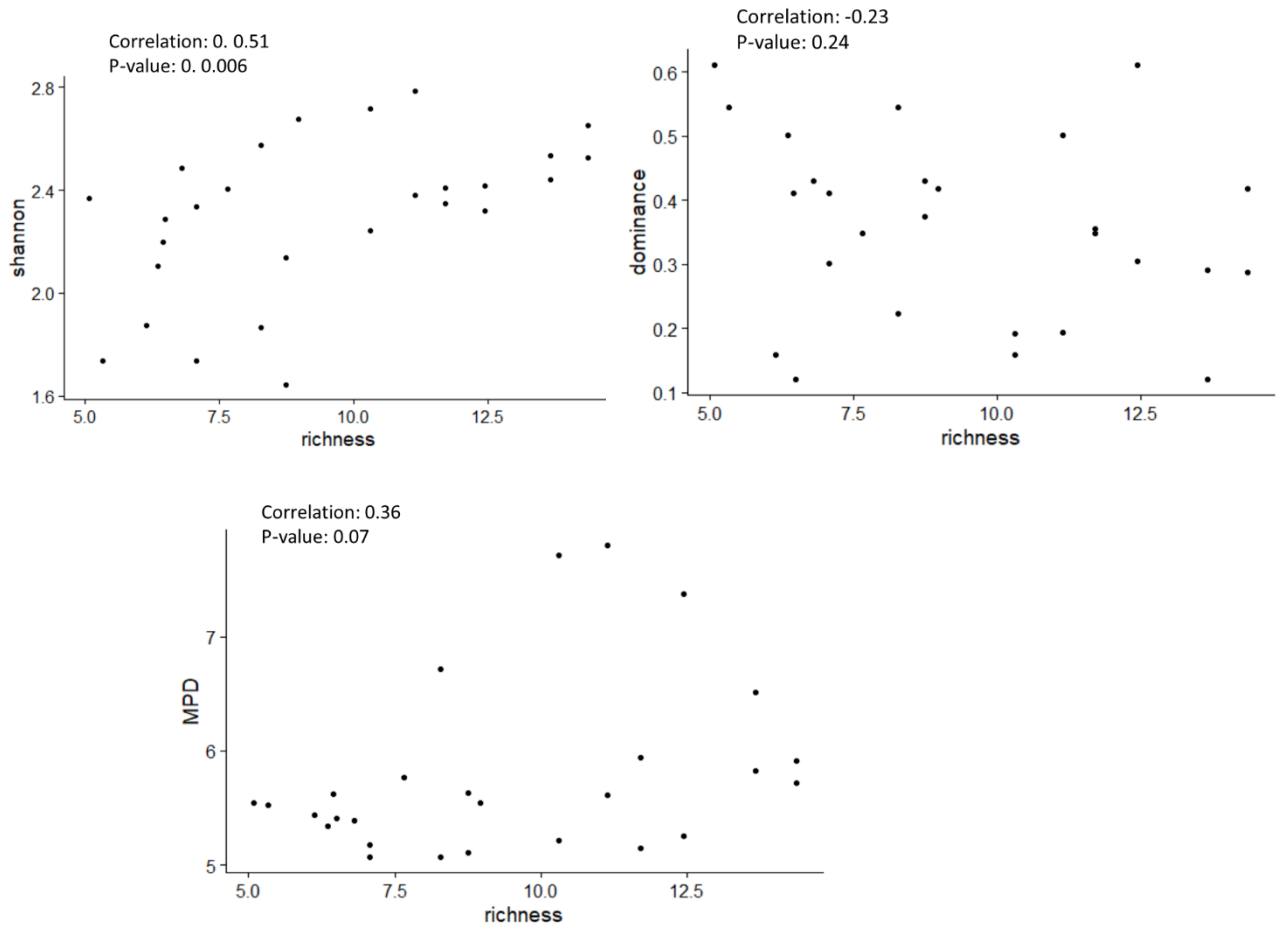 Correlation: 0. 0.51
P-value: 0. 0.006
2.8
2.4
2.0
1.6
shannon
5.0 7.5 10.0 12.5
richness
Correlation: -0.23
P-value: 0.24
0.6
0.5
0.4
0.3
0.2
0.1
dominance
5.0 7.5 10.0 12.5
richness
Correlation: 0.36
P-value: 0.07
7
6
5
MPD
5.0 7.5 10.0 12.5
richness